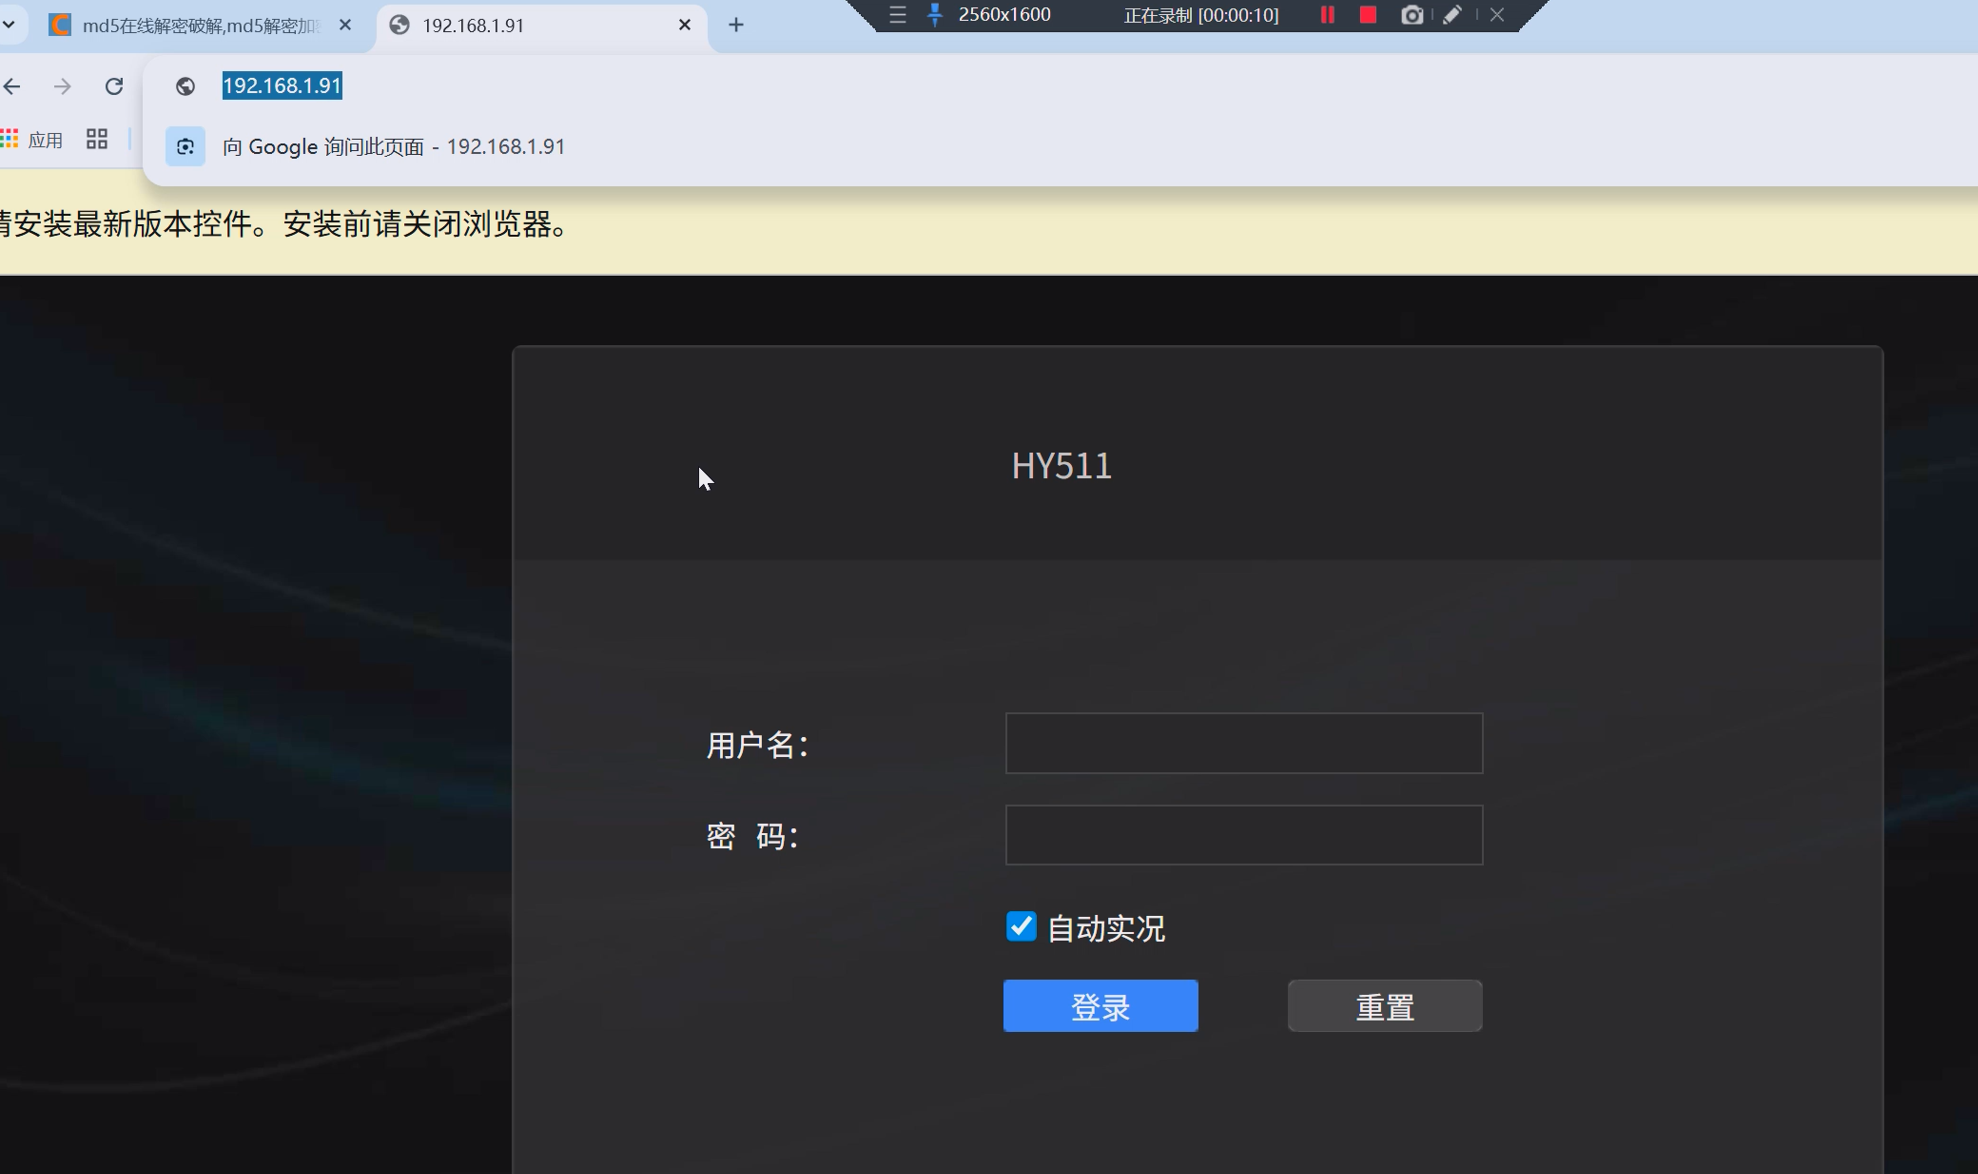 md5在线解密破解,md5解密加
192.168.1.91
2560x1600
正在录制 [00:00:10]
192.168.1.91
应用
向 Google 询问此页面 - 192.168.1.91
请安装最新版本控件。安装前请关闭浏览器。
HY511
用户名：
密 码：
自动实况
登录
重置